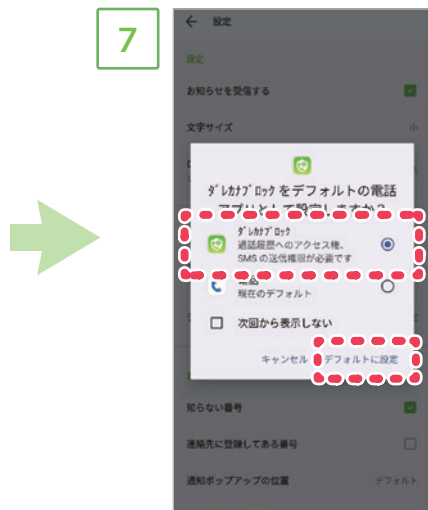 7
← 設定
設定
お知らせを受信する
文字サイズ
小
ﾀﾞﾚｶﾅﾌﾞﾛｯｸ をデフォルトの電話
アプリとして設定しますか?
ﾀﾞﾚｶﾅﾌﾞﾛｯｸ
通話履歴へのアクセス権、
SMS の送信権限が必要です
電話
現在のデフォルト
次回から表示しない
キャンセル
デフォルトに設定
知らない番号
連絡先に登録してある番号
通知ポップアップの位置
デフォルト